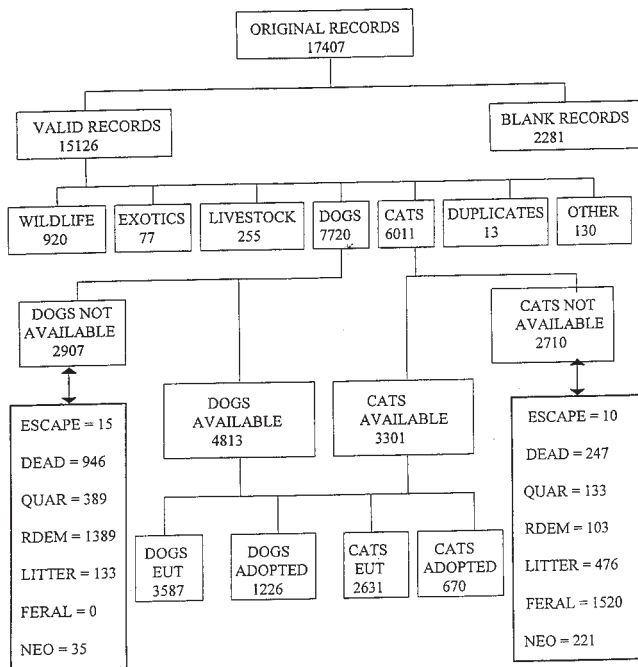 ORIGINAL RECORDS
17407
VALID RECORDS
15126
BLANK RECORDS
2281
WILDLIFE
920
EXOTICS
77
LIVESTOCK
255
DOGS
7720
CATS
6011
DUPLICATES
13
OTHER
130
DOGS NOT
AVAILABLE
2907
CATS NOT
AVAILABLE
2710
DOGS
AVAILABLE
4813
CATS
AVAILABLE
3301
ESCAPE = 15
DEAD = 946
QUAR = 389
RDEM = 1389
LITTER = 133
FERAL = 0
NEO = 35
DOGS
EUT
3587
DOGS
ADOPTED
1226
CATS
EUT
2631
CATS
ADOPTED
670
ESCAPE = 10
DEAD = 247
QUAR = 133
RDEM = 103
LITTER = 476
FERAL = 1520
NEO = 221